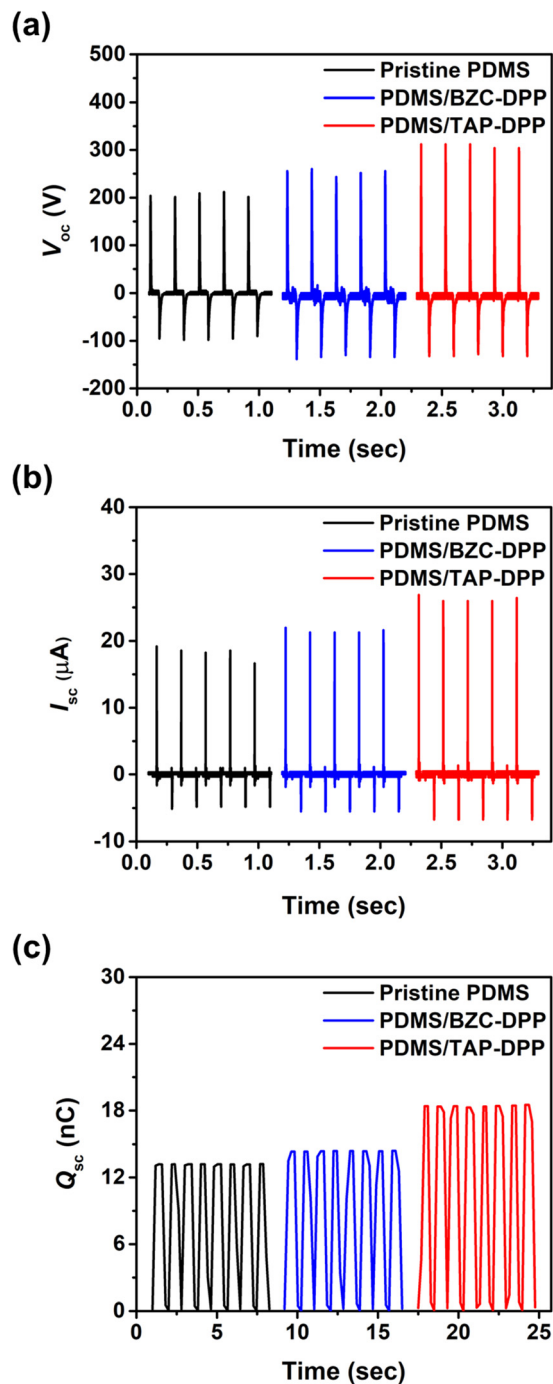 (a)
500
400
300
200
100
0
-100
-200
V_oc (V)
Pristine PDMS
PDMS/BZC-DPP
PDMS/TAP-DPP
0.0 0.5 1.0 1.5 2.0 2.5 3.0
Time (sec)
(b)
40
30
20
10
0
-10
I_sc (μA)
Pristine PDMS
PDMS/BZC-DPP
PDMS/TAP-DPP
0.0 0.5 1.0 1.5 2.0 2.5 3.0
Time (sec)
(c)
30
24
18
12
6
0
Q_sc (nC)
Pristine PDMS
PDMS/BZC-DPP
PDMS/TAP-DPP
0 5 10 15 20 25
Time (sec)